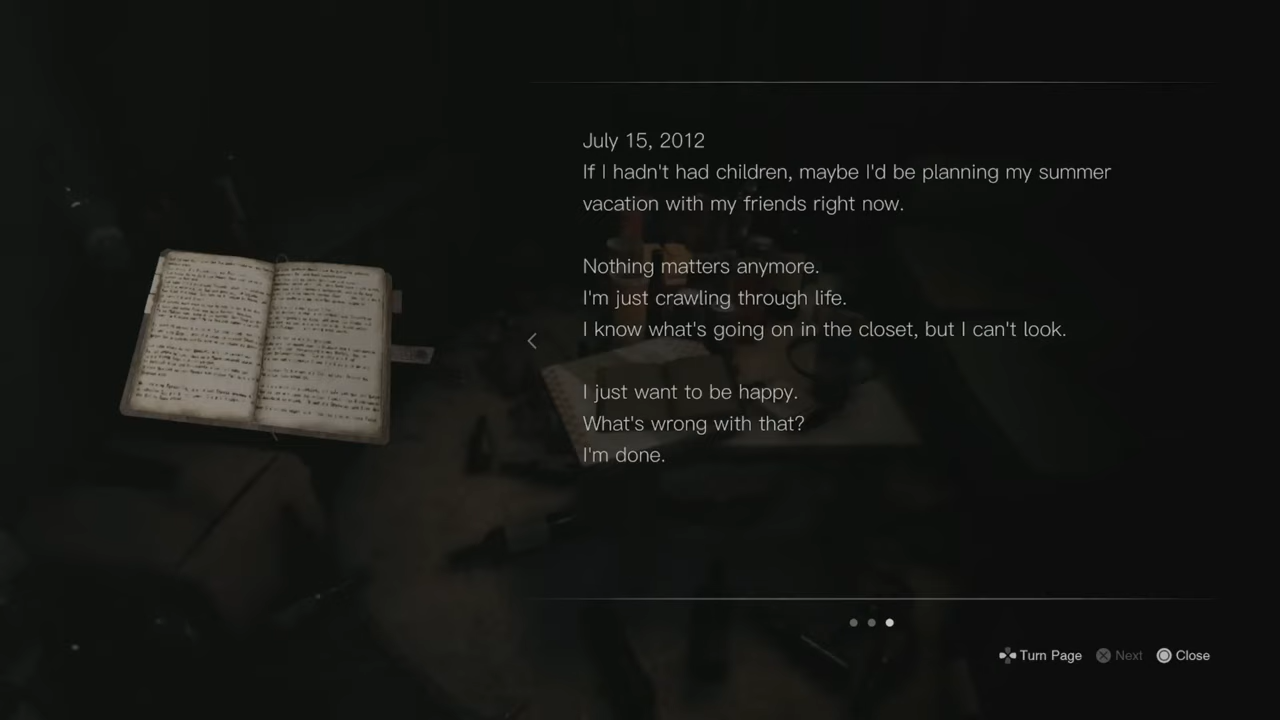 July 15, 2012
If I hadn't had children, maybe I'd be planning my summer
vacation with my friends right now.
Nothing matters anymore.
I'm just crawling through life.
I know what's going on in the closet, but I can't look.
I just want to be happy.
What's wrong with that?
I'm done.
Turn Page Next Close